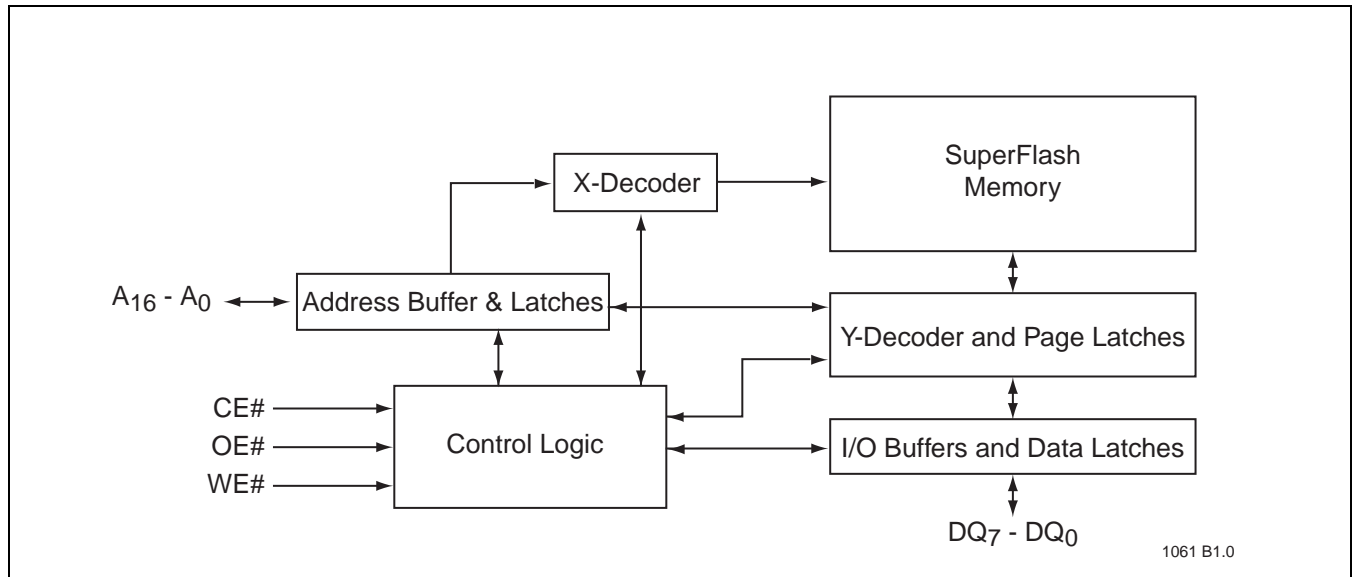 SuperFlash
Memory
X-Decoder
A16 - A0
Address Buffer & Latches
Y-Decoder and Page Latches
CE#
OE#
WE#
Control Logic
I/O Buffers and Data Latches
DQ7 - DQ0
1061 B1.0